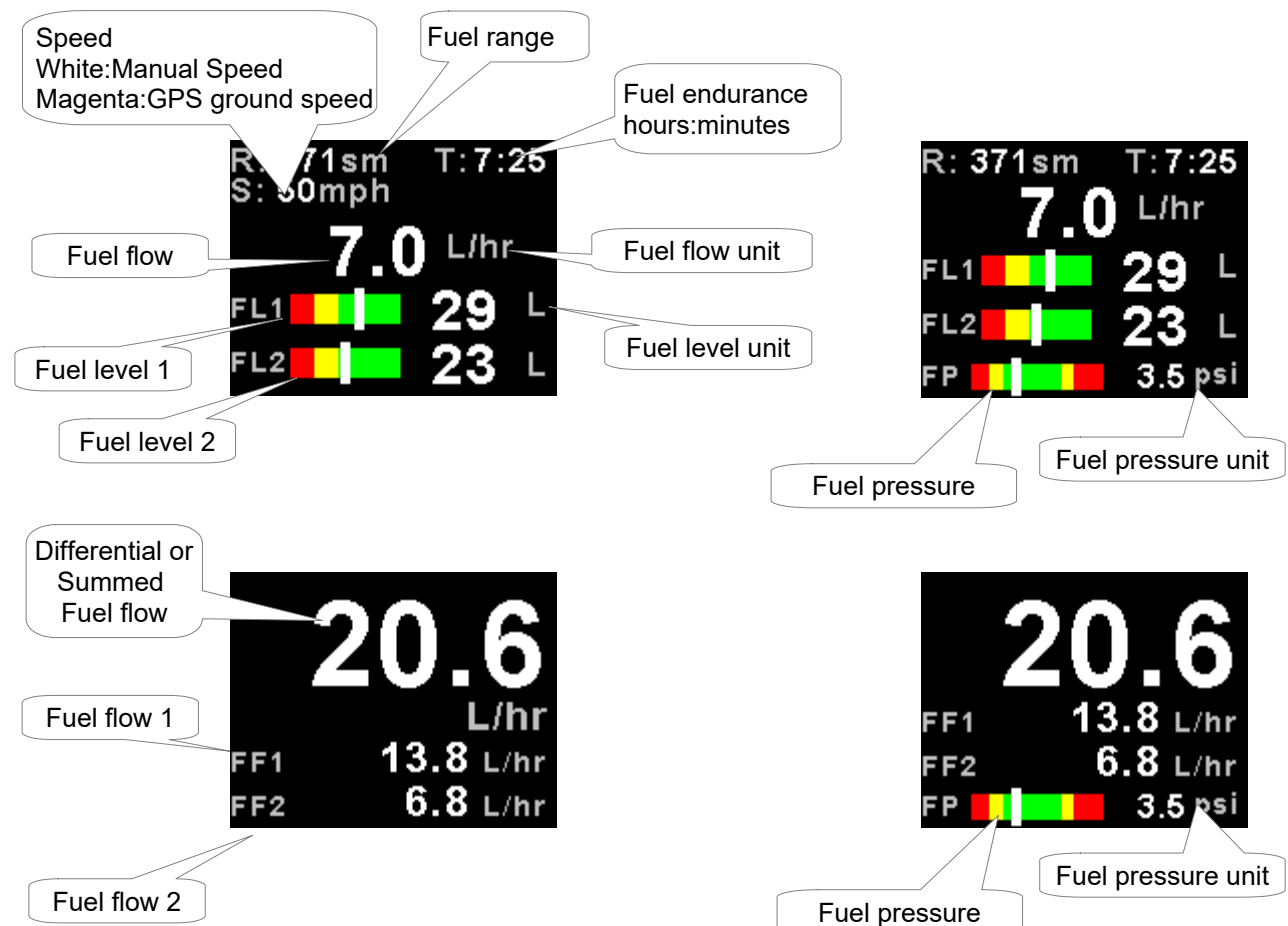 Speed
White:Manual Speed
Magenta:GPS ground speed
Fuel range
Fuel endurance
hours:minutes
R: 71sm T:7:25
S: 50mph
7.0 L/hr
FL1 29 L
FL2 23 L
Fuel flow
Fuel flow unit
Fuel level 1
Fuel level unit
Fuel level 2
R: 371sm T:7:25
7.0 L/hr
FL1 29 L
FL2 23 L
FP 3.5 psi
Fuel pressure unit
Fuel pressure
Differential or
Summed
Fuel flow
20.6
L/hr
FF1 13.8 L/hr
FF2 6.8 L/hr
Fuel flow 1
Fuel flow 2
20.6
FF1 13.8 L/hr
FF2 6.8 L/hr
FP 3.5 psi
Fuel pressure unit
Fuel pressure